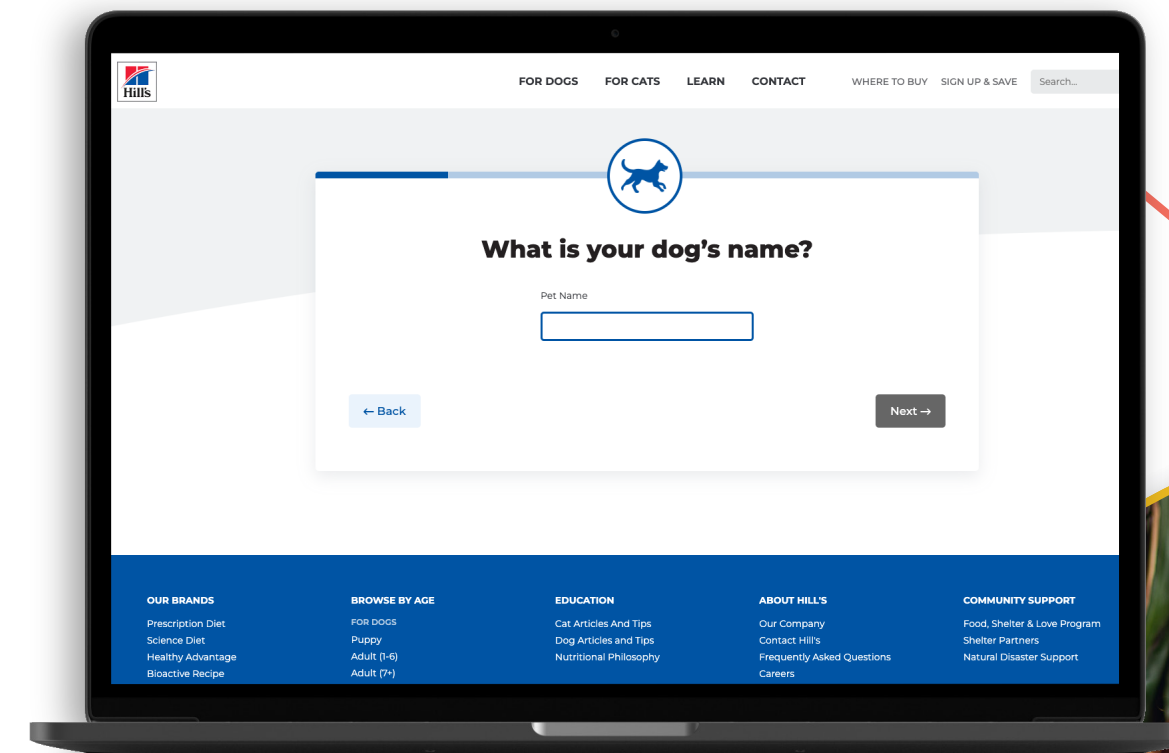 Hill's
FOR DOGS FOR CATS LEARN CONTACT WHERE TO BUY SIGN UP & SAVE Search...
What is your dog's name?
Pet Name
← Back
Next →
OUR BRANDS
Prescription Diet
Science Diet
Healthy Advantage
Bioactive Recipe
BROWSE BY AGE
FOR DOGS
Puppy
Adult (1-6)
Adult (7+)
EDUCATION
Cat Articles And Tips
Dog Articles and Tips
Nutritional Philosophy
ABOUT HILL'S
Our Company
Contact Hill's
Frequently Asked Questions
Careers
COMMUNITY SUPPORT
Food, Shelter & Love Program
Shelter Partners
Natural Disaster Support